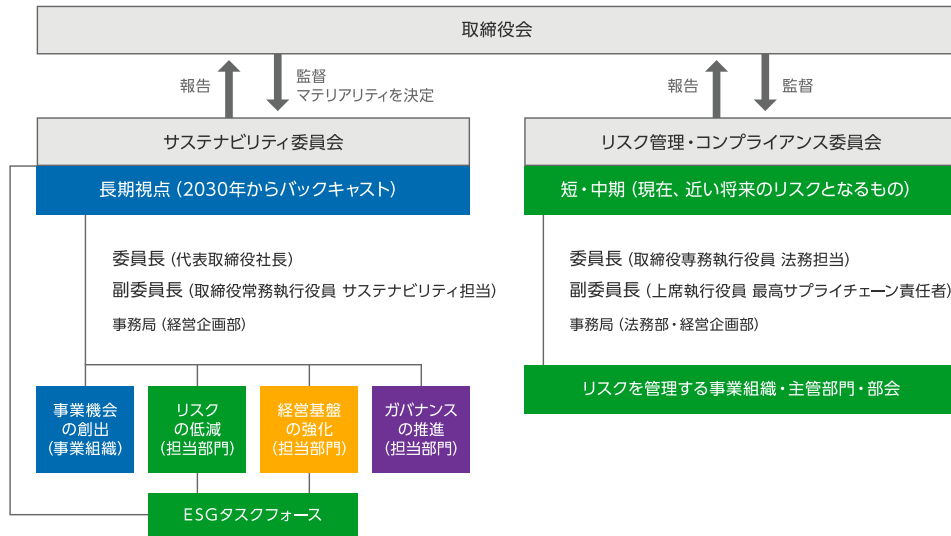 取締役会
報告
監督
マテリアリティを決定
報告
監督
サステナビリティ委員会
長期視点（2030年からバックキャスト）
委員長（代表取締役社長）
副委員長（取締役常務執行役員 サステナビリティ担当）
事務局（経営企画部）
事業機会
の創出
（事業組織）
リスク
の低減
（担当部門）
経営基盤
の強化
（担当部門）
ガバナンス
の推進
（担当部門）
ESGタスクフォース
リスク管理・コンプライアンス委員会
短・中期（現在、近い将来のリスクとなるもの）
委員長（取締役専務執行役員 法務担当）
副委員長（上席執行役員 最高サプライチェーン責任者）
事務局（法務部・経営企画部）
リスクを管理する事業組織・主管部門・部会